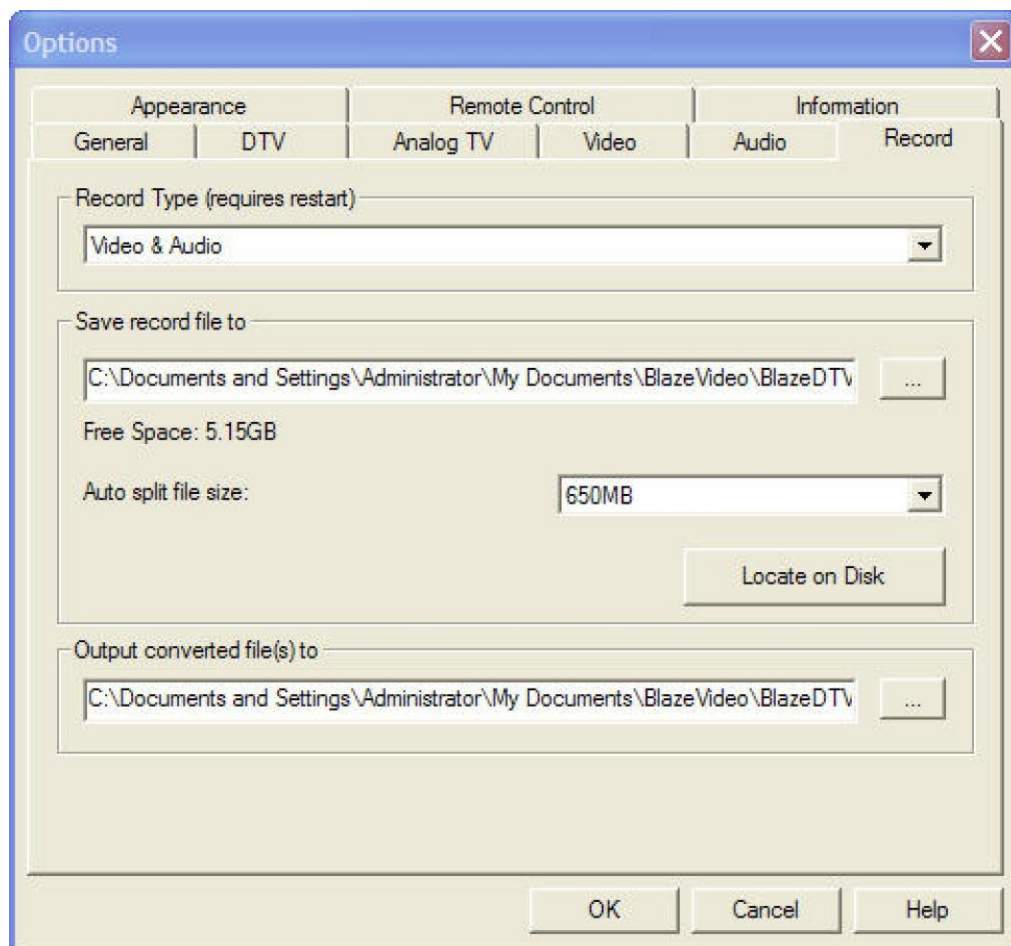 Options
Appearance Remote Control Information
General DTV Analog TV Video Audio Record
Record Type (requires restart)
Video & Audio
Save record file to
C:\Documents and Settings\Administrator\My Documents\BlazeVideo\BlazeDTV
...
Free Space: 5.15GB
Auto split file size:
650MB
Locate on Disk
Output converted file(s) to
C:\Documents and Settings\Administrator\My Documents\BlazeVideo\BlazeDTV
...
OK Cancel Help